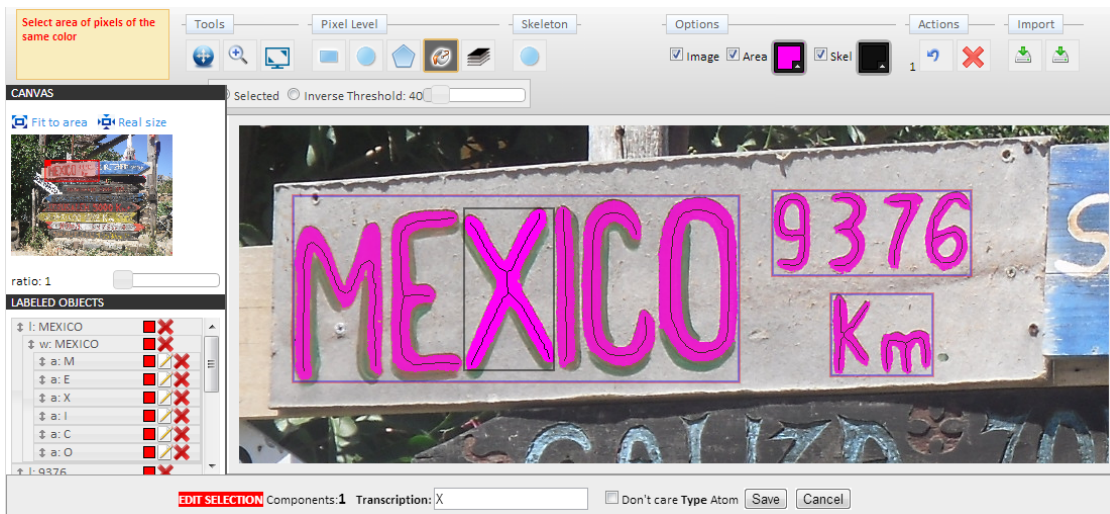 Select area of pixels of the
same color
Tools
Pixel Level
Skeleton
Options
Actions
Import
Image Area Skel
1
Selected Inverse Threshold: 40
CANVAS
Fit to area Real size
ratio: 1
LABELED OBJECTS
l: MEXICO
w: MEXICO
a: M
a: E
a: X
a: I
a: C
a: O
l: 9376
MEXICO 9376
Km
EDIT SELECTION Components:1 Transcription: X Don't care Type Atom Save Cancel